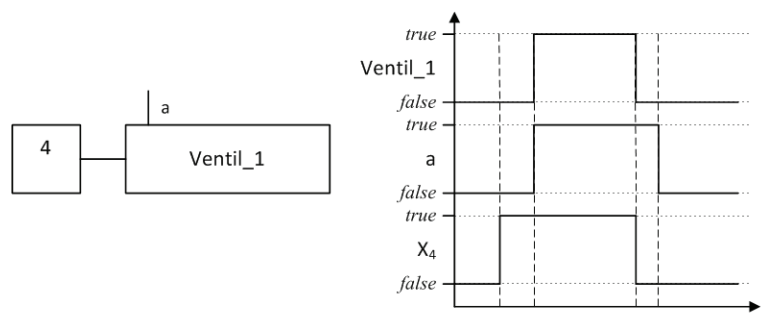 4
a
Ventil_1
true
Ventil_1
false
true
a
false
true
X₄
false